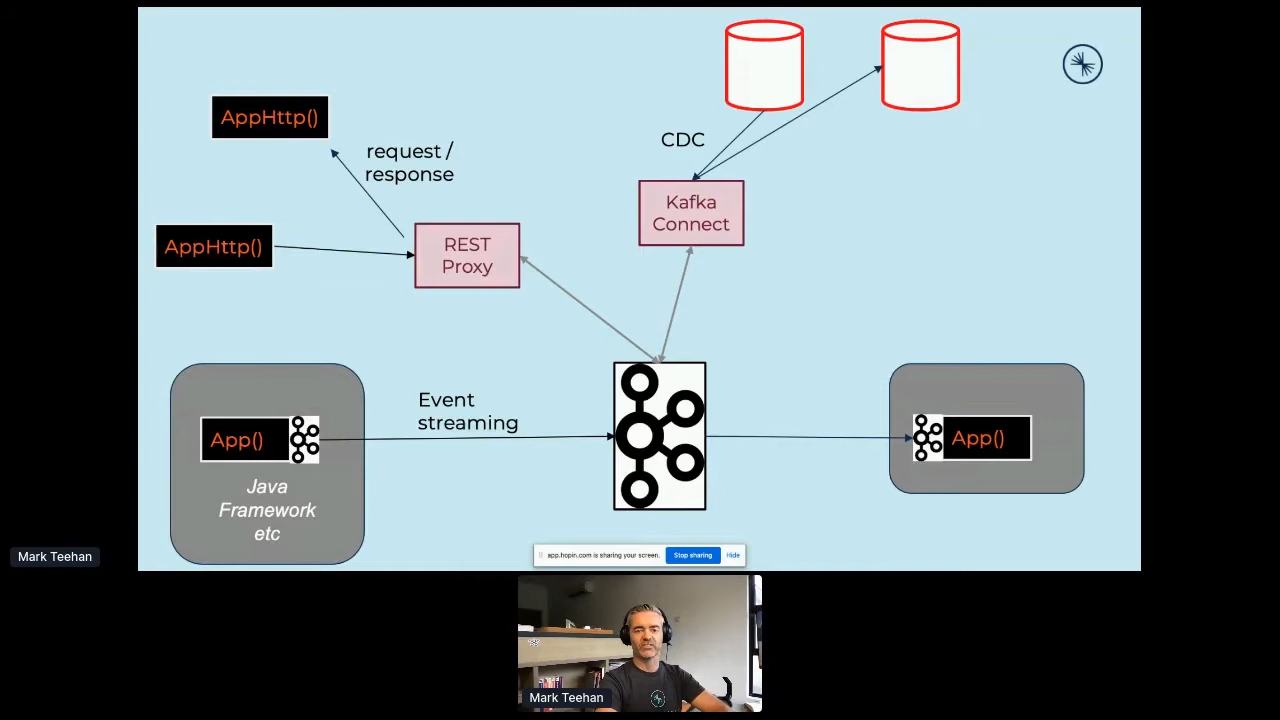 AppHttp()
request /
response
CDC
Kafka
Connect
AppHttp()
REST
Proxy
Event
streaming
App()
Java
Framework
etc
App()
Mark Teehan
app.hopin.com is sharing your screen.
Stop sharing
Hide
Mark Teehan